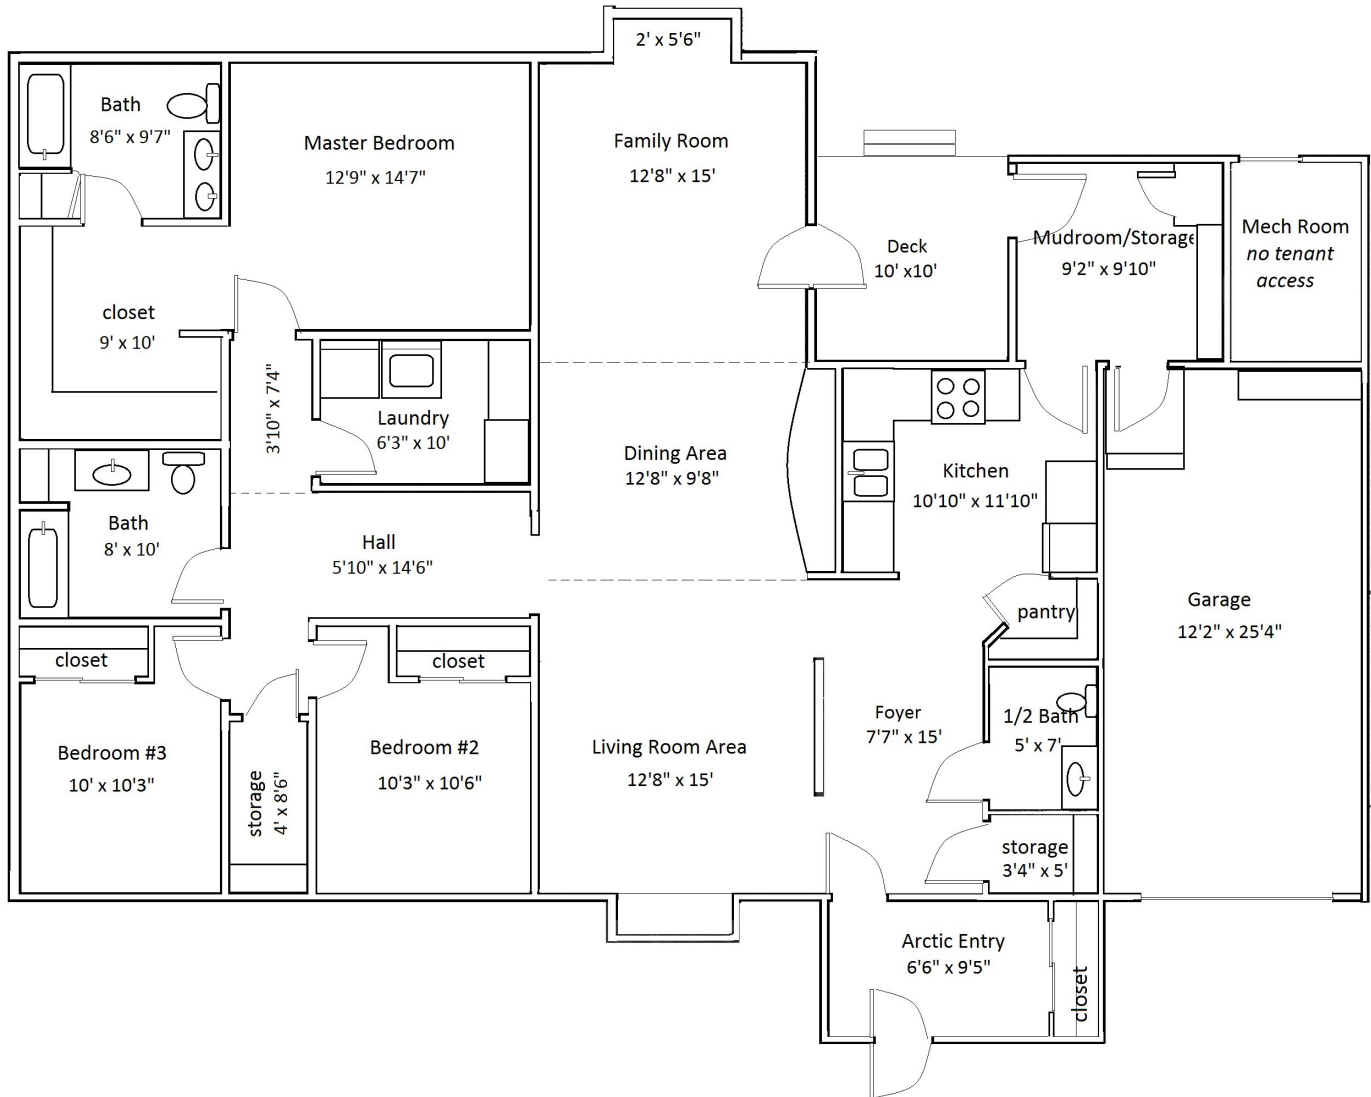 2' x 5'6"
Bath
8'6" x 9'7"
Master Bedroom
12'9" x 14'7"
Family Room
12'8" x 15'
Deck
10' x10'
Mudroom/Storage
9'2" x 9'10"
Mech Room
no tenant
access
closet
9' x 10'
3'10" x 7'4"
Laundry
6'3" x 10'
Dining Area
12'8" x 9'8"
Kitchen
10'10" x 11'10"
Bath
8' x 10'
Hall
5'10" x 14'6"
Garage
12'2" x 25'4"
pantry
closet
closet
Foyer
7'7" x 15'
1/2 Bath
5' x 7'
Bedroom #3
10' x 10'3"
storage
4' x 8'6"
Bedroom #2
10'3" x 10'6"
Living Room Area
12'8" x 15'
storage
3'4" x 5'
Arctic Entry
6'6" x 9'5"
closet